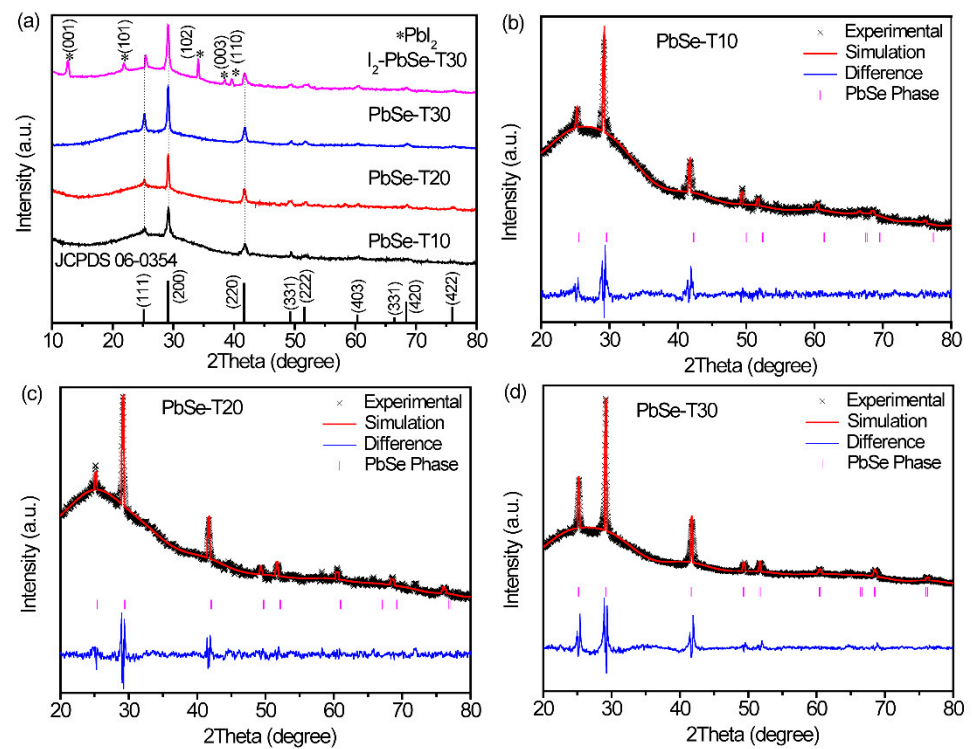 (a)
*(001)
*(101)
(102)
*
(003)
*
(110)
*
*PbI2
I2-PbSe-T30
PbSe-T30
PbSe-T20
PbSe-T10
JCPDS 06-0354
(111)
(200)
(220)
(331)
(222)
(403)
(331)
(420)
(422)
Intensity (a.u.)
10 20 30 40 50 60 70 80
2Theta (degree)
(b)
PbSe-T10
Experimental
Simulation
Difference
PbSe Phase
Intensity (a.u.)
20 30 40 50 60 70 80
2Theta (degree)
(c)
PbSe-T20
Experimental
Simulation
Difference
PbSe Phase
Intensity (a.u.)
20 30 40 50 60 70 80
2Theta (degree)
(d)
PbSe-T30
Experimental
Simulation
Difference
PbSe Phase
Intensity (a.u.)
20 30 40 50 60 70 80
2Theta (degree)